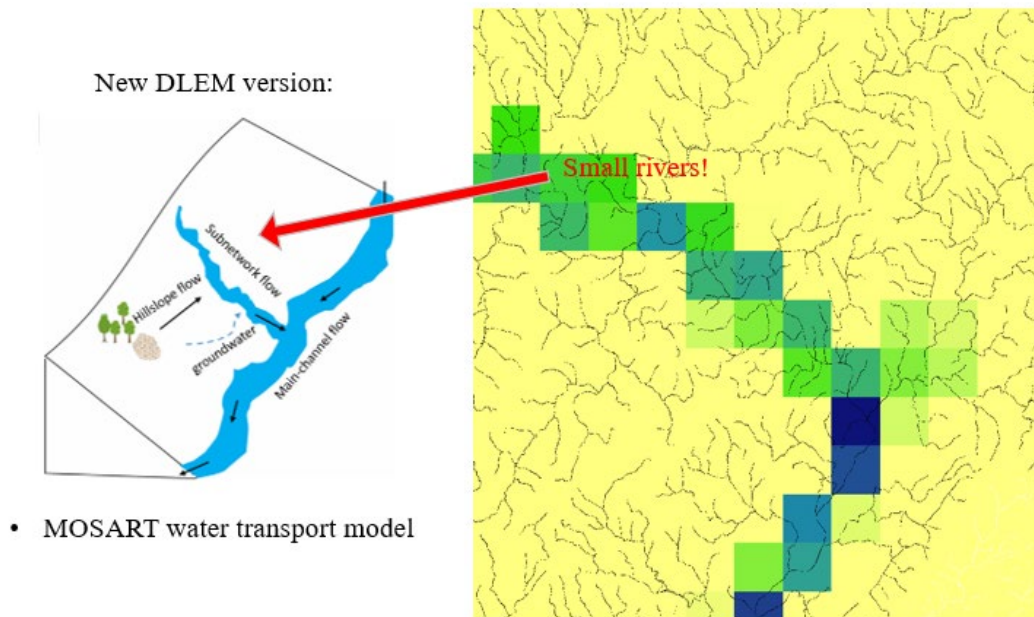 New DLEM version:
Small rivers!
Subnetwork flow
Hillslope flow
groundwater
Main-channel flow
• MOSART water transport model